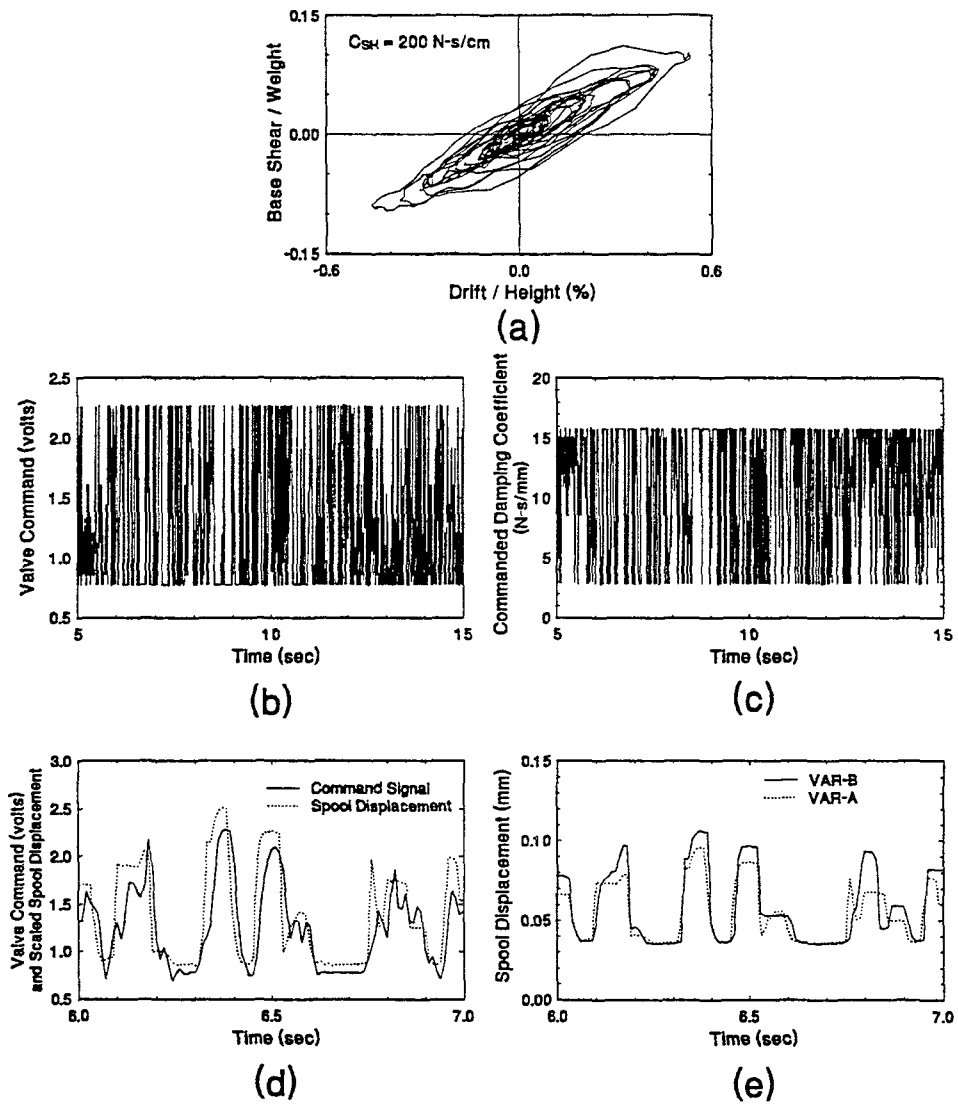 0.15
C_SH = 200 N-s/cm
Base Shear / Weight
0.00
-0.15
-0.6
0.0
0.6
Drift / Height (%)
(a)
2.5
2.0
1.5
1.0
0.5
Valve Command (volts)
5
10
15
Time (sec)
(b)
20
15
10
5
0
Commanded Damping Coefficient
(N-s/mm)
5
10
15
Time (sec)
(c)
3.0
2.5
2.0
1.5
1.0
0.5
Valve Command (volts)
and Scaled Spool Displacement
Command Signal
Spool Displacement
6.0
6.5
7.0
Time (sec)
(d)
0.15
0.10
0.05
0.00
Spool Displacement (mm)
VAR-B
VAR-A
6.0
6.5
7.0
Time (sec)
(e)